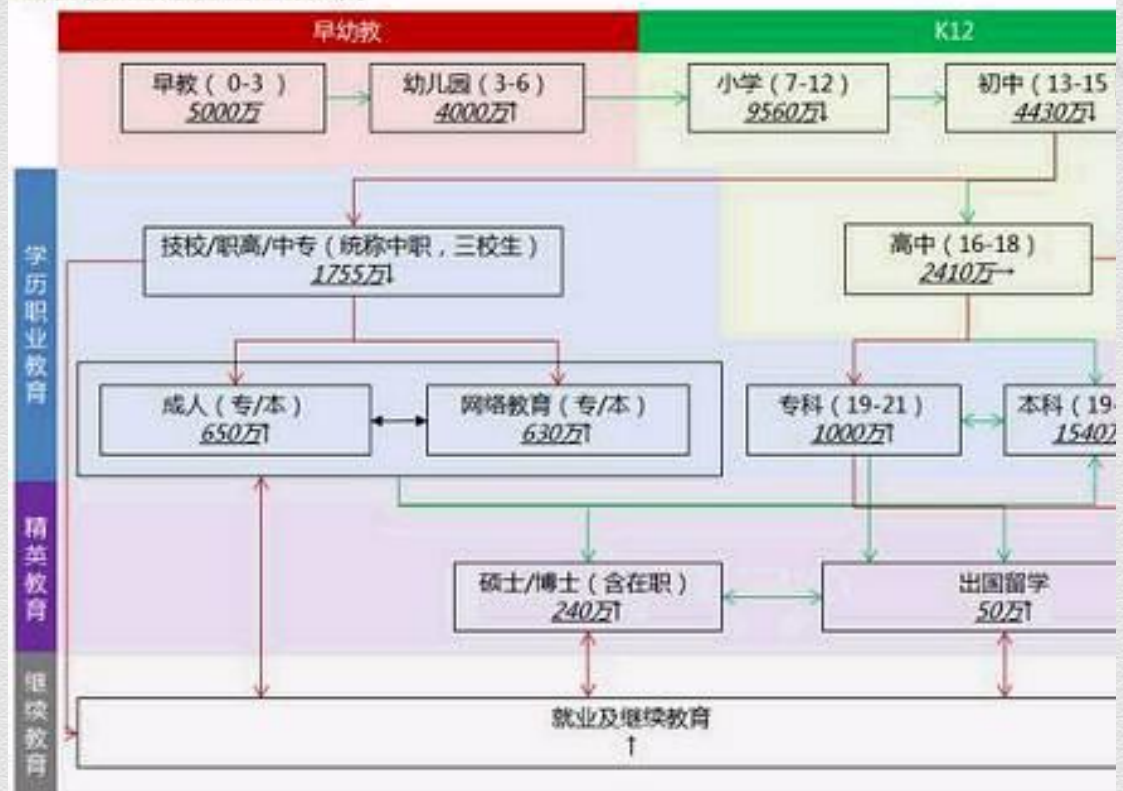 早幼教
K12
早教（0-3）
5000万
幼儿园（3-6）
4000万↑
小学（7-12）
9560万↓
初中（13-15
4430万↓
学历职业教育
技校/职高/中专（统称中职，三校生）
1755万↓
高中（16-18）
2410万→
成人（专/本）
650万↑
网络教育（专/本）
630万↑
专科（19-21）
1000万↑
本科（19-
1540万
精英教育
硕士/博士（含在职）
240万↑
出国留学
50万↑
继续教育
就业及继续教育
↑